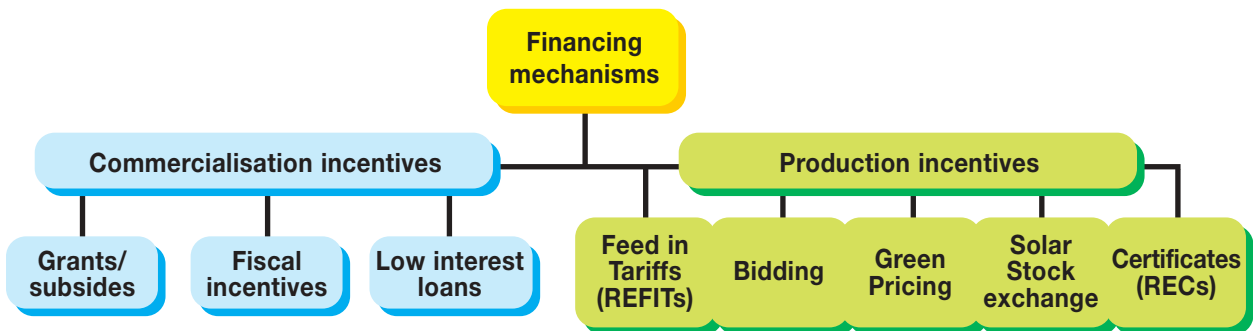 Financing
mechanisms
Commercialisation incentives
Production incentives
Grants/
subsides
Fiscal
incentives
Low interest
loans
Feed in
Tariffs
(REFITs)
Bidding
Green
Pricing
Solar
Stock
exchange
Certificates
(RECs)